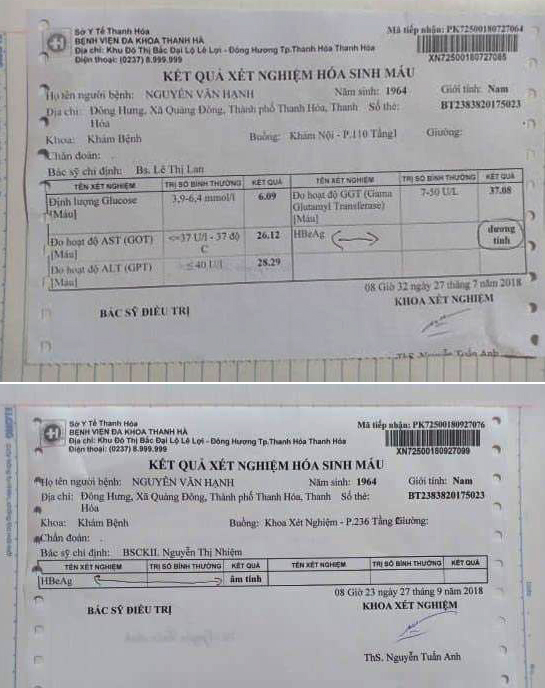 Sở Y Tế Thanh Hóa
BỆNH VIỆN ĐA KHOA THANH HÀ
Địa chỉ: Khu Đô Thị Bắc Đại Lộ Lê Lợi - Đông Hương Tp.Thanh Hóa Thanh Hóa
Điện thoại: (0237) 8.999.999
Mã tiếp nhận: PK72500180727064
XN72500180727085
KẾT QUẢ XÉT NGHIỆM HÓA SINH MÁU
Họ tên người bệnh: NGUYỄN VĂN HẠNH Năm sinh: 1964 Giới tính: Nam
Địa chỉ: Đông Hưng, Xã Quảng Đông, Thành phố Thanh Hóa, Thanh Hóa Số thẻ: BT2383820175023
Khoa: Khám Bệnh Buồng: Khám Nội - P.110 Tầng1 Giường:
Chẩn đoán: .
Bác sỹ chỉ định: Bs. Lê Thị Lan
TÊN XÉT NGHIỆM TRỊ SỐ BÌNH THƯỜNG KẾT QUẢ TÊN XÉT NGHIỆM TRỊ SỐ BÌNH THƯỜNG KẾT QUẢ
Định lượng Glucose [Máu] 3,9-6,4 mmol/l 6.09 Đo hoạt độ GGT (Gama Glutamyl Transferase) [Máu] 7-50 U/L 37.08
Đo hoạt độ AST (GOT) [Máu] <=37 U/l - 37 độ C 26.12 HBeAg dương tính
Đo hoạt độ ALT (GPT) [Máu] ≤ 40 U/L 28.29
08 Giờ 32 ngày 27 tháng 7 năm 2018
BÁC SỸ ĐIỀU TRỊ KHOA XÉT NGHIỆM
ThS. Nguyễn Tuấn Anh
Sở Y Tế Thanh Hóa
BỆNH VIỆN ĐA KHOA THANH HÀ
Địa chỉ: Khu Đô Thị Bắc Đại Lộ Lê Lợi - Đông Hương Tp.Thanh Hóa Thanh Hóa
Điện thoại: (0237) 8.999.999
Mã tiếp nhận: PK72500180927076
XN72500180927099
KẾT QUẢ XÉT NGHIỆM HÓA SINH MÁU
Họ tên người bệnh: NGUYỄN VĂN HẠNH Năm sinh: 1964 Giới tính: Nam
Địa chỉ: Đông Hưng, Xã Quảng Đông, Thành phố Thanh Hóa, Thanh Hóa Số thẻ: BT2383820175023
Khoa: Khám Bệnh Buồng: Khoa Xét Nghiệm - P.236 Tầng Giường:
Chẩn đoán: .
Bác sỹ chỉ định: BSCKII. Nguyễn Thị Nhiệm
TÊN XÉT NGHIỆM TRỊ SỐ BÌNH THƯỜNG KẾT QUẢ TÊN XÉT NGHIỆM TRỊ SỐ BÌNH THƯỜNG KẾT QUẢ
HBeAg âm tính
08 Giờ 23 ngày 27 tháng 9 năm 2018
BÁC SỸ ĐIỀU TRỊ KHOA XÉT NGHIỆM
ThS. Nguyễn Tuấn Anh